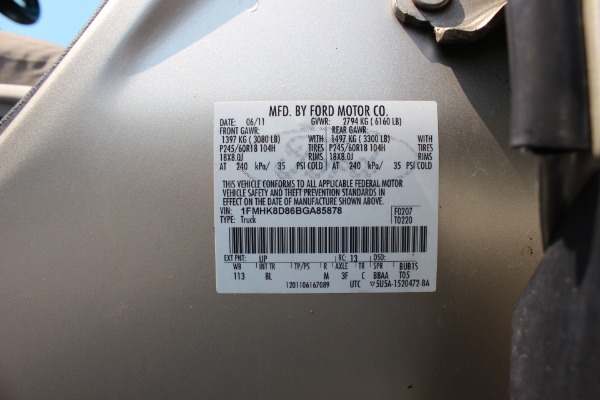 MFD. BY FORD MOTOR CO.
DATE: 06/11 GVWR: 2794 KG ( 6160 LB)
FRONT GAWR: REAR GAWR:
1397 KG ( 3080 LB) WITH 1497 KG ( 3300 LB) WITH
P245/60R18 104H TIRES P245/60R18 104H TIRES
18X8.0J RIMS 18X8.0J RIMS
AT 240 kPa/ 35 PSI COLD AT 240 kPa/ 35 PSI COLD
THIS VEHICLE CONFORMS TO ALL APPLICABLE FEDERAL MOTOR
VEHICLE SAFETY AND THEFT PREVENTION STANDARDS IN
EFFECT ON THE DATE OF MANUFACTURE SHOWN ABOVE.
VIN: 1FMHK8D86BGA85878 F0207
TYPE: Truck T0220
EXT PNT: UP RC: 13 DSO:
WB INT TR TP/PS R AXLE TR SPR BUB1S
113 BL M 3F C BBAA T05
1201106167089 UTC ▽5U5A-1520472-BA